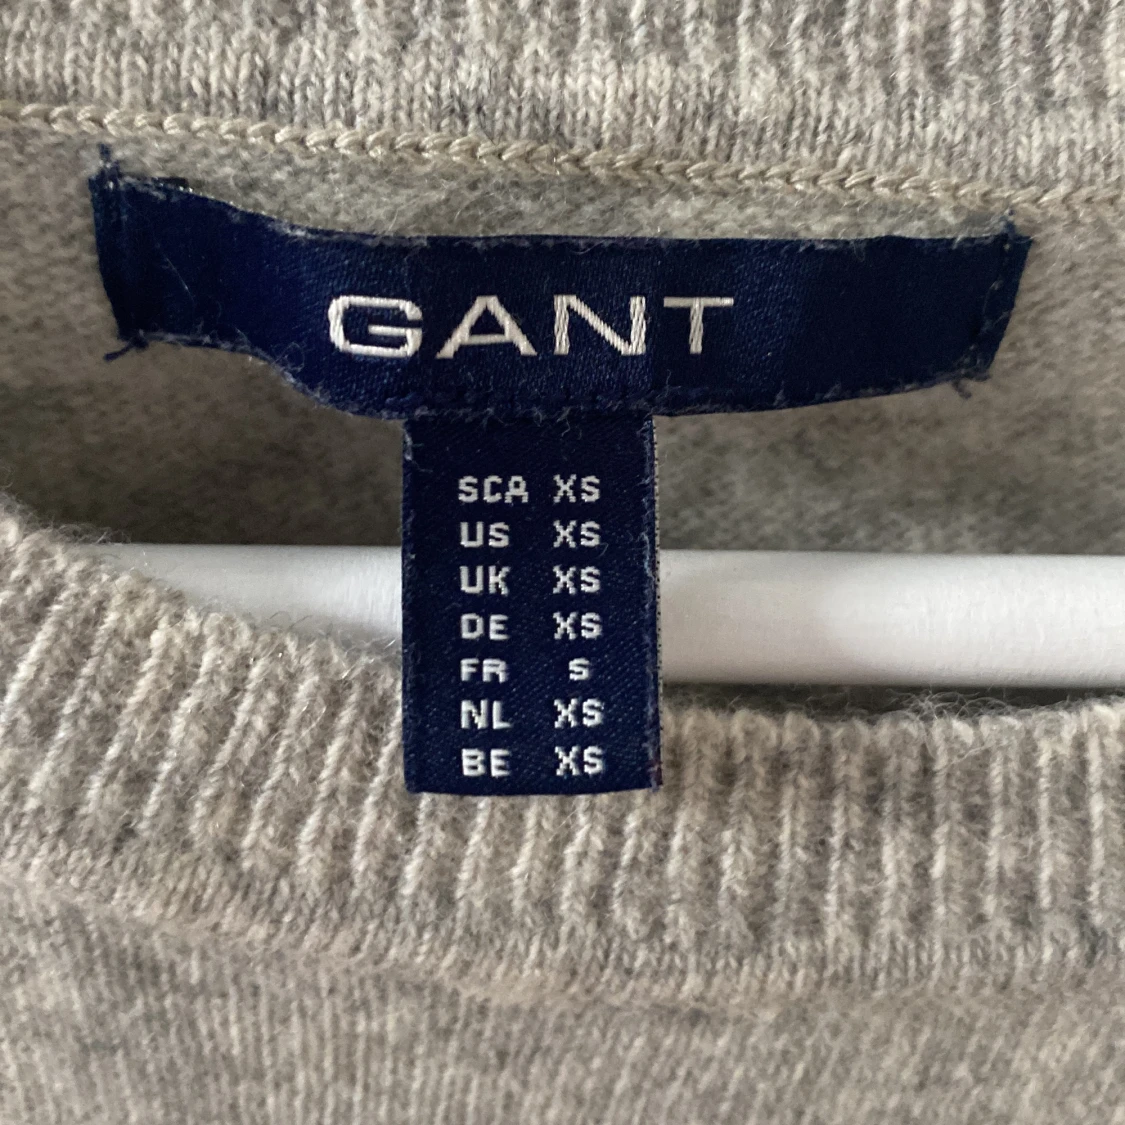 GANT
SCA XS
US XS
UK XS
DE XS
FR S
NL XS
BE XS